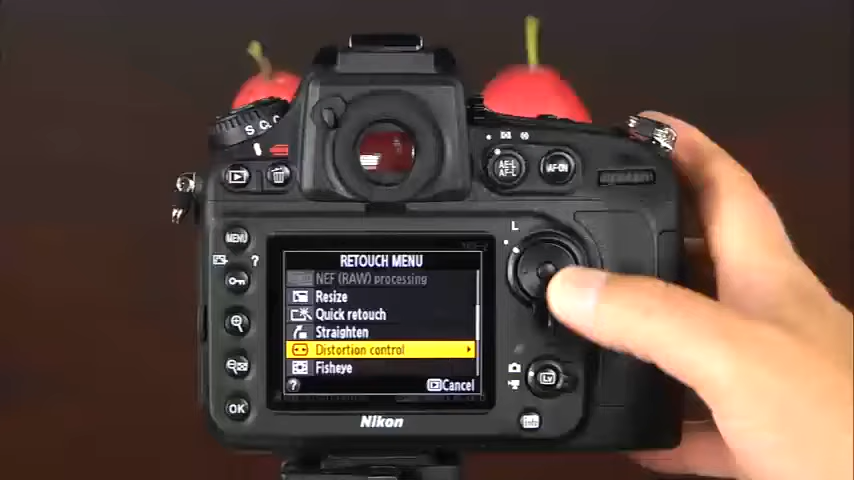 S CL C
AE-L
AF-L
AF-ON
MENU
?
L
RETOUCH MENU
NEF (RAW) processing
Resize
Quick retouch
Straighten
Distortion control
Fisheye
? Cancel
Lv
OK
info
Nikon